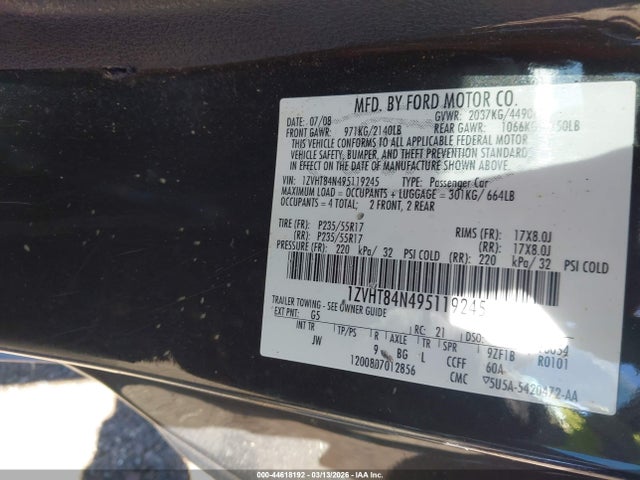 MFD. BY FORD MOTOR CO.
DATE: 07/08 GVWR: 2037KG/449
FRONT GAWR: 971KG/2140LB REAR GAWR: 1066KG 150LB
THIS VEHICLE CONFORMS TO ALL APPLICABLE FEDERAL MOTOR
VEHICLE SAFETY, BUMPER, AND THEFT PREVENTION STANDARDS
IN EFFECT ON THE DATE OF MANUFACTURE SHOWN ABOVE.
VIN: 1ZVHT84N495119245 TYPE: Passenger Car
MAXIMUM LOAD = OCCUPANTS + LUGGAGE = 301KG/ 664LB
OCCUPANTS = 4 TOTAL: 2 FRONT, 2 REAR
TIRE (FR): P235/55R17 RIMS (FR): 17X8.0J
(RR): P235/55R17 (RR): 17X8.0J
PRESSURE (FR): 220 kPa/ 32 PSI COLD (RR): 220 kPa/ 32 PSI COLD
1ZVHT84N495119245
TRAILER TOWING - SEE OWNER GUIDE
EXT PNT: G5 RC: 21 DSO:
INT TR TP/PS R AXLE TR SPR R0101
JW 9 BG L CCFF 9ZF1B
1200807012856 60A
CMC ▽5U5A-5420472-AA
000-44618192 - 03/13/2026 - IAA Inc.